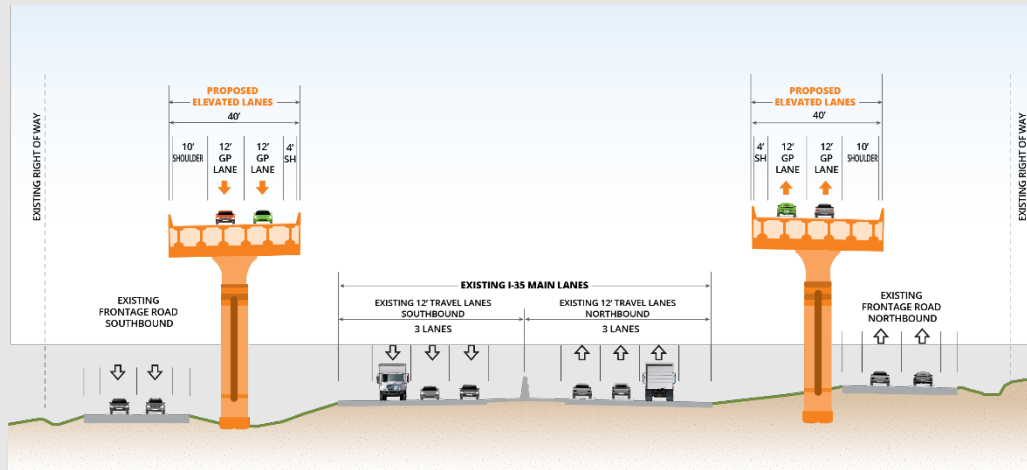 PROPOSED
ELEVATED LANES
40'
10'
SHOULDER
12'
GP
LANE
12'
GP
LANE
4'
SH
PROPOSED
ELEVATED LANES
40'
4'
SH
12'
GP
LANE
12'
GP
LANE
10'
SHOULDER
EXISTING RIGHT OF WAY
EXISTING RIGHT OF WAY
EXISTING
FRONTAGE ROAD
SOUTHBOUND
EXISTING I-35 MAIN LANES
EXISTING 12' TRAVEL LANES
SOUTHBOUND
3 LANES
EXISTING 12' TRAVEL LANES
NORTHBOUND
3 LANES
EXISTING
FRONTAGE ROAD
NORTHBOUND